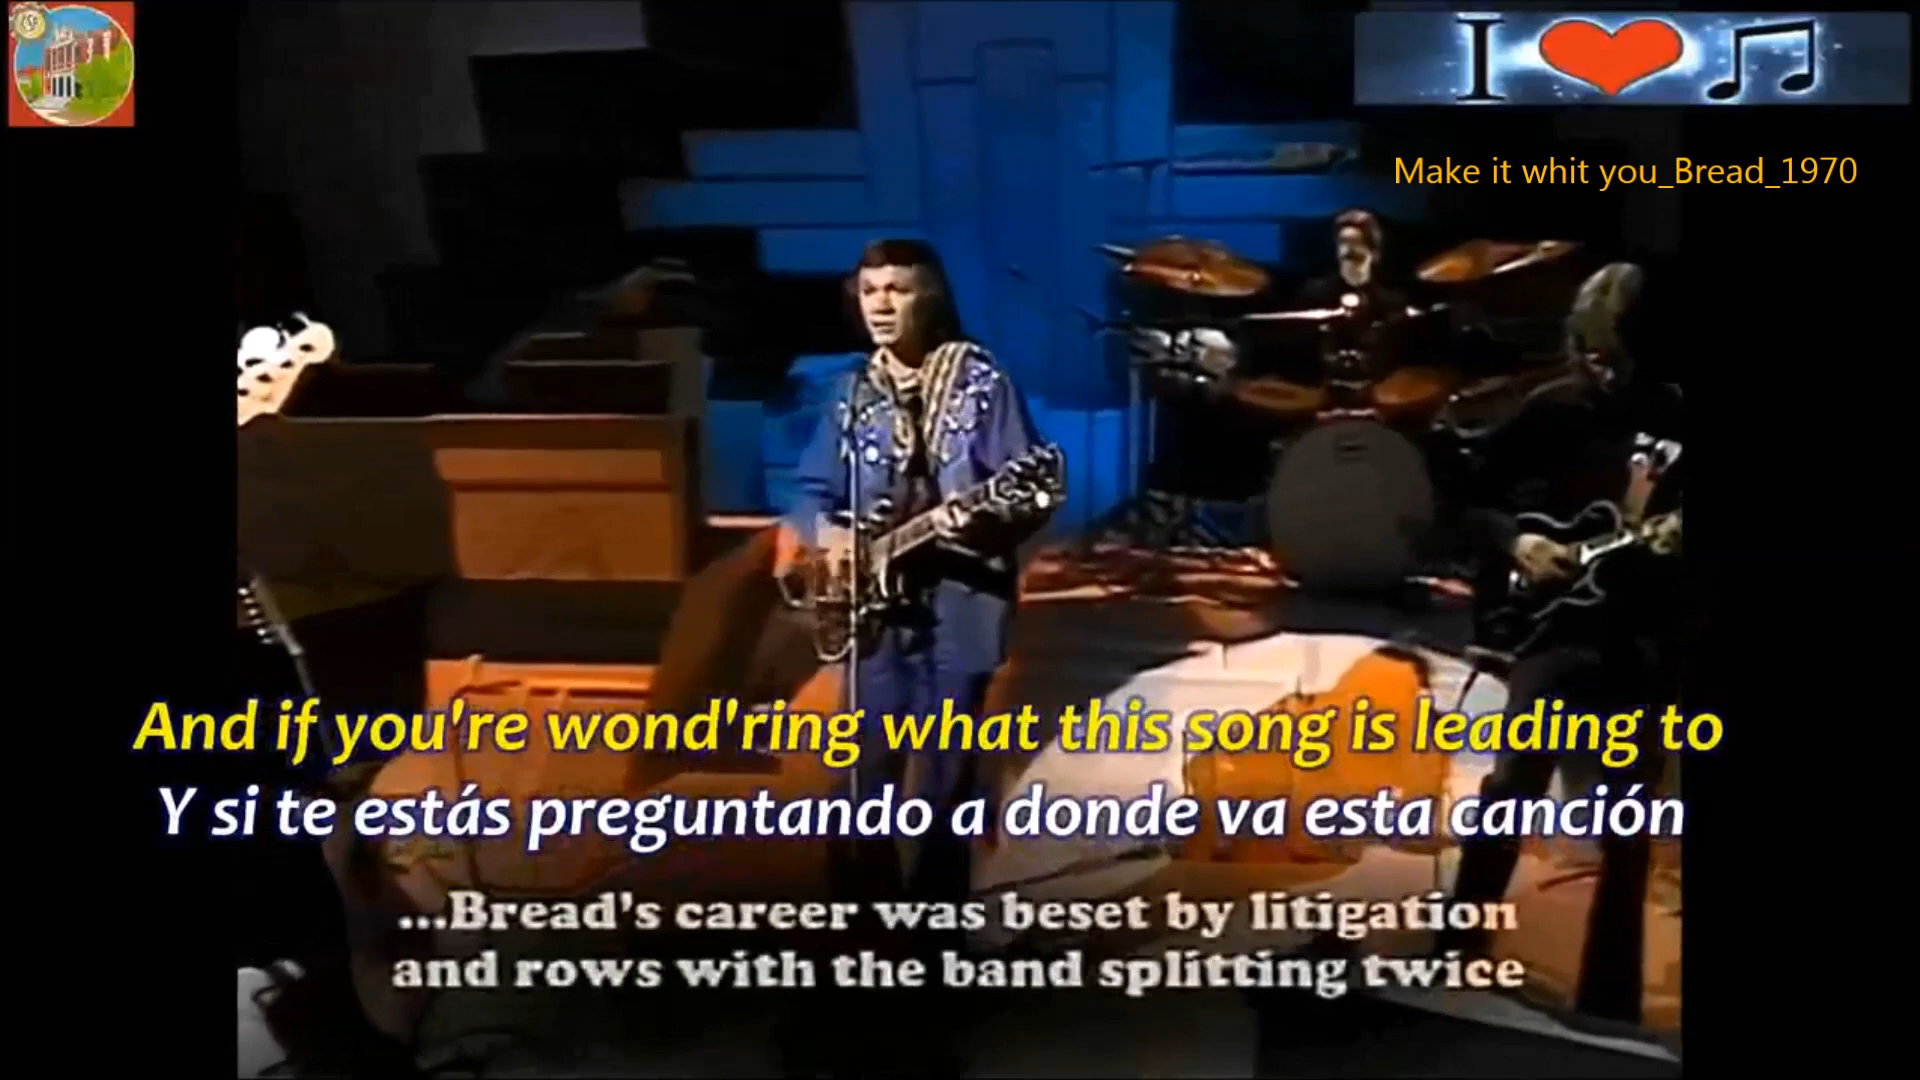 I
Make it whit you_Bread_1970
And if you're wond'ring what this song is leading to
Y si te estás preguntando a donde va esta canción
...Bread's career was beset by litigation
and rows with the band splitting twice